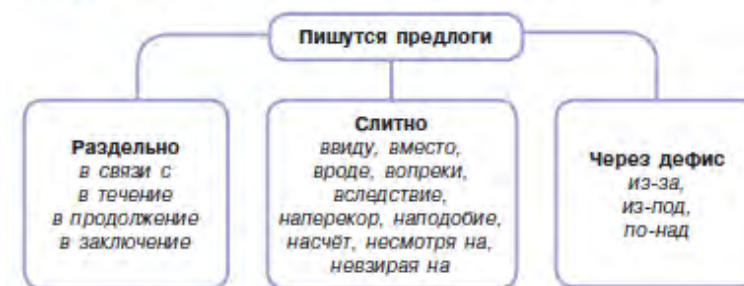 Пишутся предлоги
Раздельно
в связи с
в течение
в продолжение
в заключение
Слитно
ввиду, вместо,
вроде, вопреки,
вследствие,
наперекор, наподобие,
насчёт, несмотря на,
невзирая на
Через дефис
из-за,
из-под,
по-над